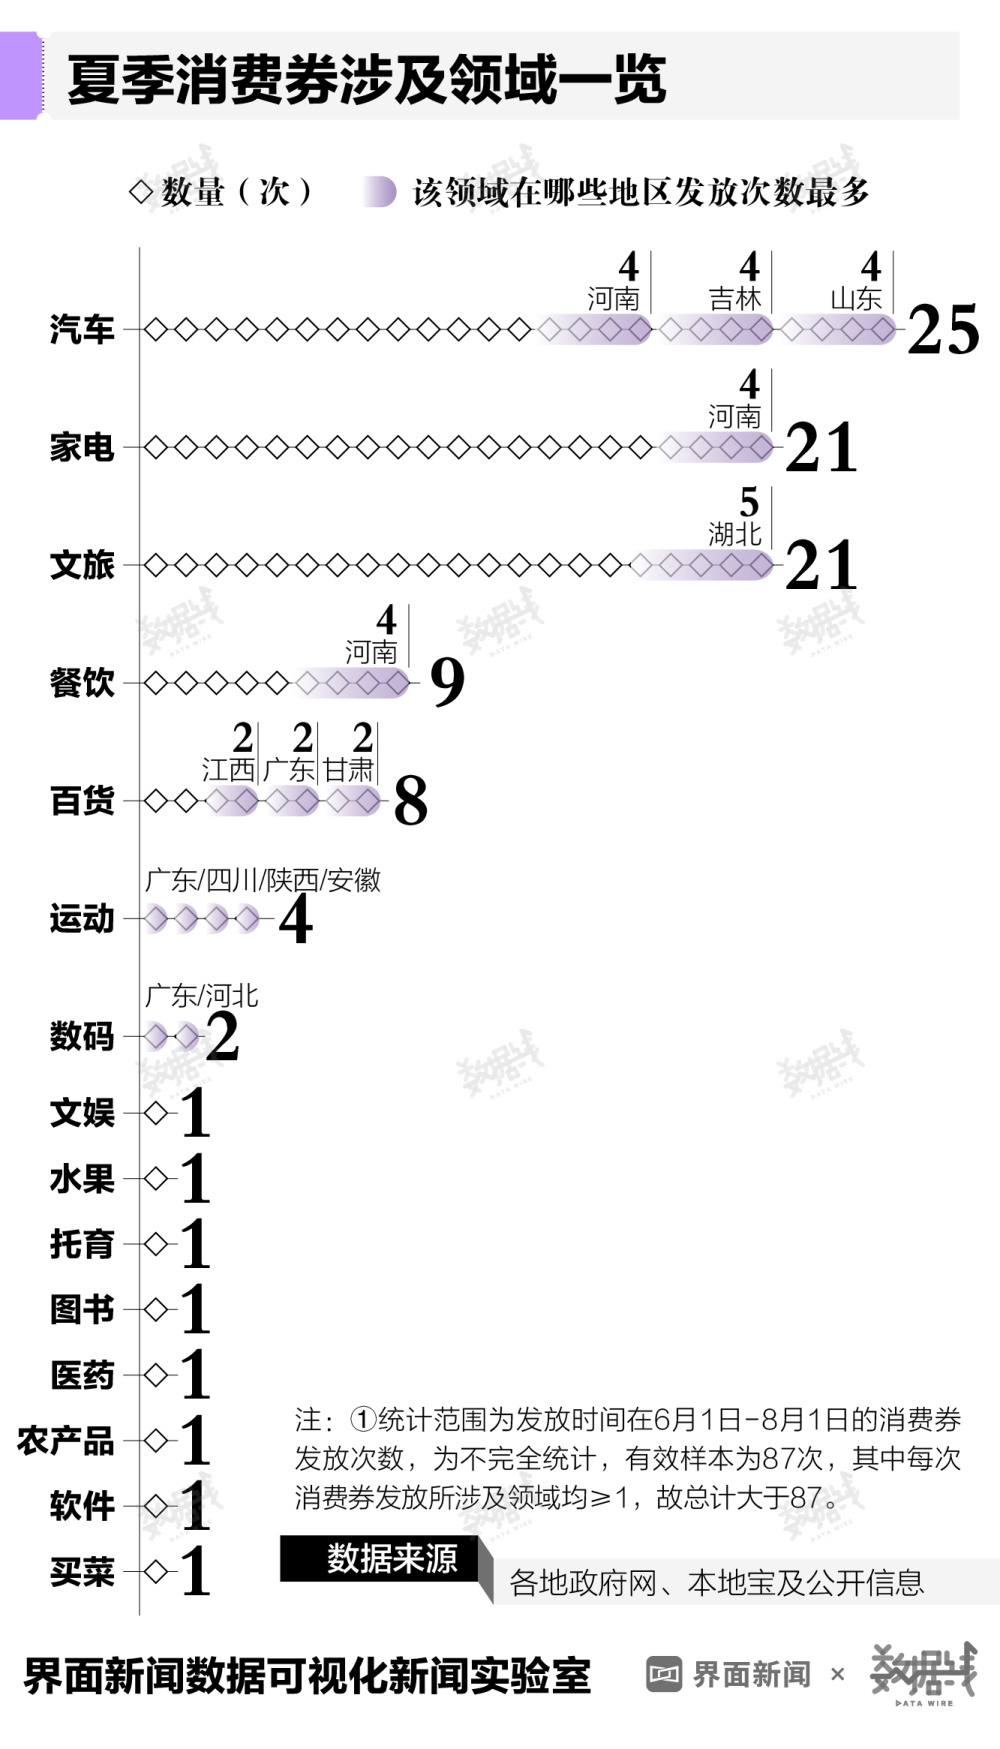 夏季消费券涉及领域一览
数量（次） 该领域在哪些地区发放次数最多
4 4 4
河南 吉林 山东
汽车 25
4
河南
家电 21
5
湖北
文旅 21
4
河南
餐饮 9
2 2 2
江西 广东 甘肃
百货 8
广东/四川/陕西/安徽
运动 4
广东/河北
数码 2
文娱 1
水果 1
托育 1
图书 1
医药 1
农产品 1
软件 1
买菜 1
注：①统计范围为发放时间在6月1日-8月1日的消费券
发放次数，为不完全统计，有效样本为87次，其中每次
消费券发放所涉及领域均≥1，故总计大于87。
数据来源
各地政府网、本地宝及公开信息
界面新闻数据可视化新闻实验室 界面新闻 × 数据线
DATA WIRE